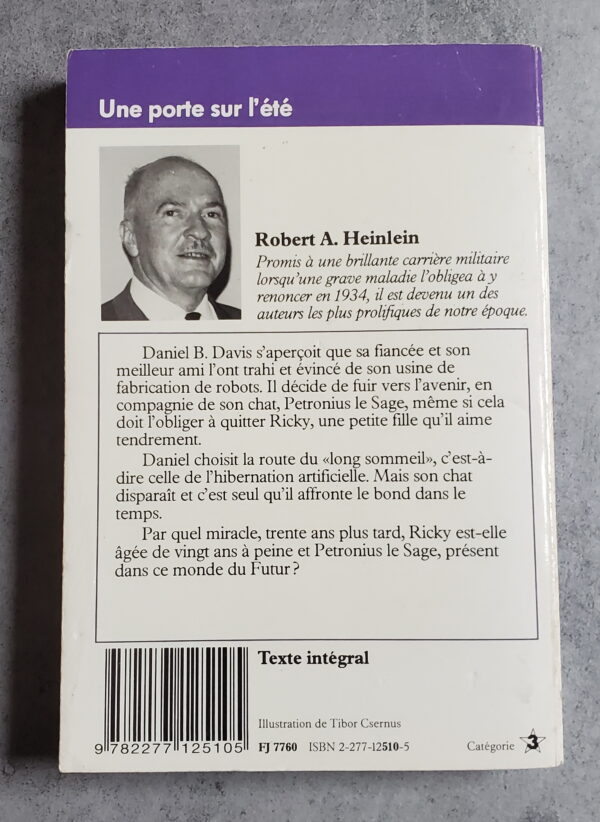 Une porte sur l'été
Robert A. Heinlein
Promis à une brillante carrière militaire
lorsqu'une grave maladie l'obligea à y
renoncer en 1934, il est devenu un des
auteurs les plus prolifiques de notre époque.
Daniel B. Davis s'aperçoit que sa fiancée et son
meilleur ami l'ont trahi et évincé de son usine de
fabrication de robots. Il décide de fuir vers l'avenir, en
compagnie de son chat, Petronius le Sage, même si cela
doit l'obliger à quitter Ricky, une petite fille qu'il aime
tendrement.
Daniel choisit la route du «long sommeil», c'est-à-
dire celle de l'hibernation artificielle. Mais son chat
disparaît et c'est seul qu'il affronte le bond dans le
temps.
Par quel miracle, trente ans plus tard, Ricky est-elle
âgée de vingt ans à peine et Petronius le Sage, présent
dans ce monde du Futur?
Texte intégral
Illustration de Tibor Csernus
9 782277 125105 FJ 7760 ISBN 2-277-12510-5 Catégorie 3